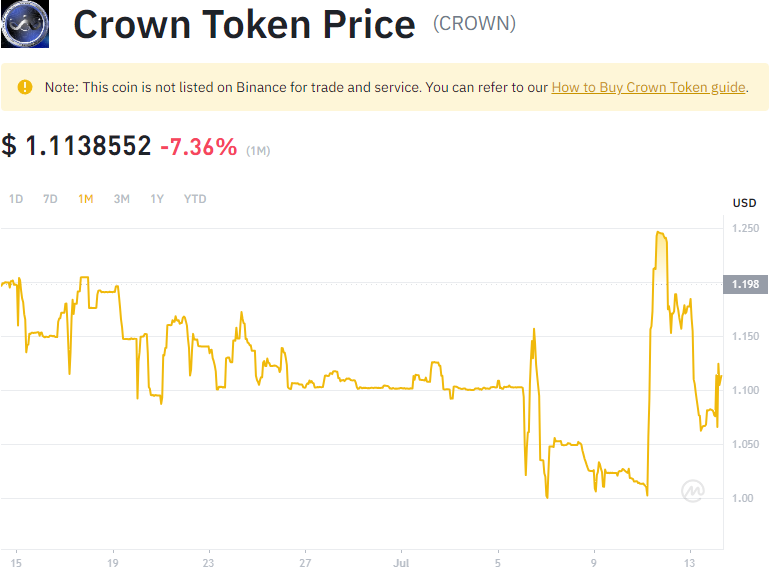 Crown Token Price (CROWN)
Note: This coin is not listed on Binance for trade and service. You can refer to our How to Buy Crown Token guide.
$ 1.1138552 -7.36% (1M)
1D 7D 1M 3M 1Y YTD
USD
1.250
1.198
1.150
1.100
1.050
1.00
15 19 23 27 Jul 5 9 13